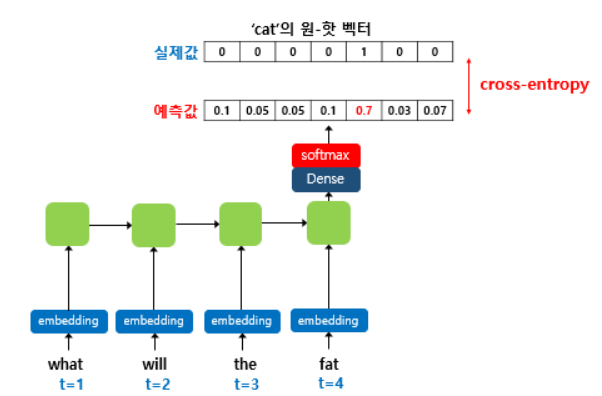 ‘cat’의 원-핫 벡터
실제값 0 0 0 0 1 0 0
cross-entropy
예측값 0.1 0.05 0.05 0.1 0.7 0.03 0.07
softmax
Dense
embedding embedding embedding embedding
what will the fat
t=1 t=2 t=3 t=4